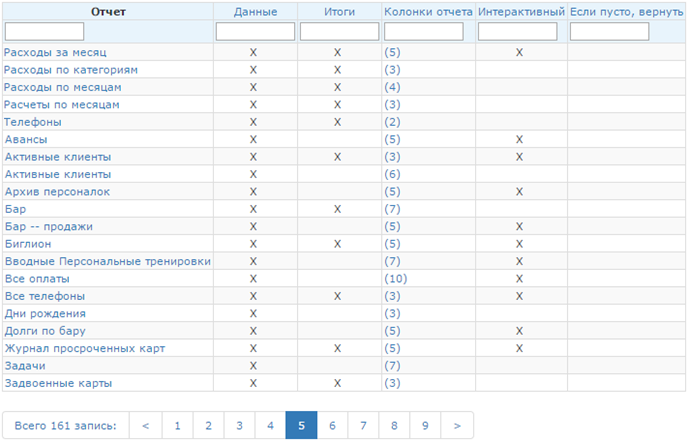 Отчет Данные Итоги Колонки отчета Интерактивный Если пусто, вернуть
Расходы за месяц X X (5) X
Расходы по категориям X X (3)
Расходы по месяцам X X (4)
Расчеты по месяцам X X (3)
Телефоны X X (2)
Авансы X (5) X
Активные клиенты X X (3) X
Активные клиенты X (6)
Архив персоналок X (5) X
Бар X X (7)
Бар -- продажи X (5) X
Биглион X X (5) X
Вводные Персональные тренировки X (7) X
Все оплаты X (10) X
Все телефоны X X (3) X
Дни рождения X (3)
Долги по бару X (5) X
Журнал просроченных карт X X (5) X
Задачи X (7)
Задвоенные карты X X (3)
Всего 161 запись: < 1 2 3 4 5 6 7 8 9 >